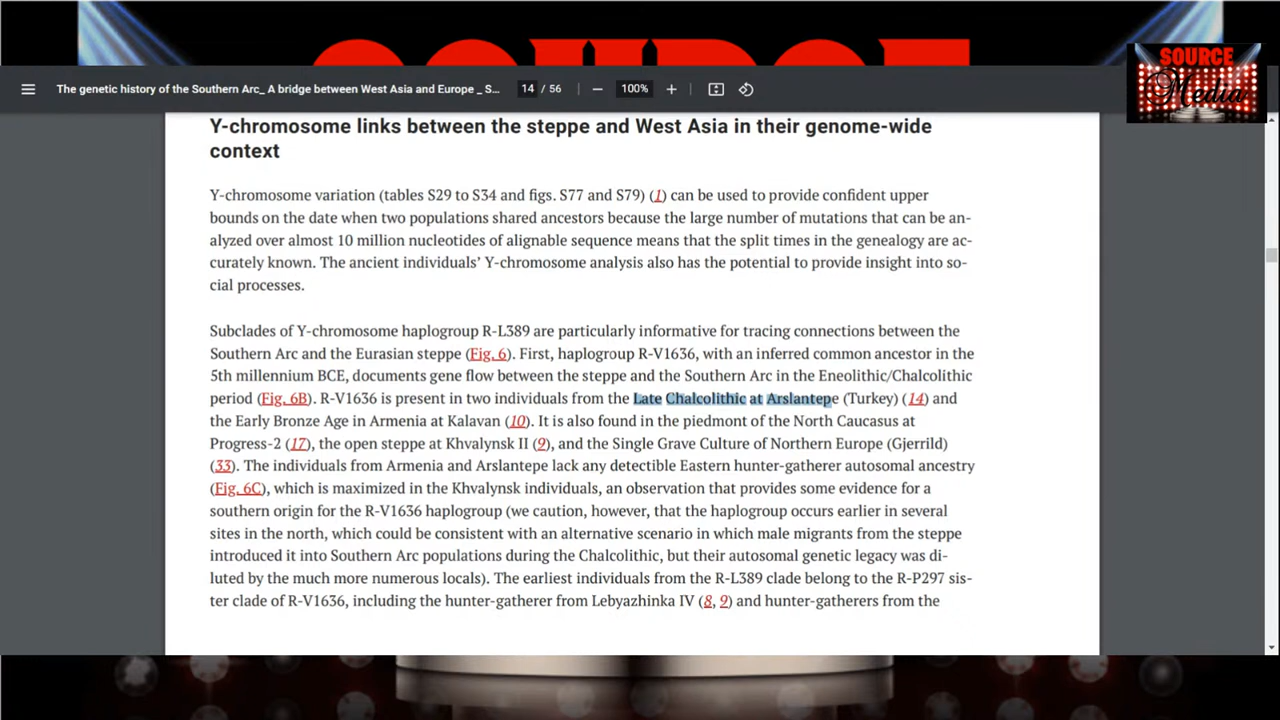 SOURCE
SOURCE
Media
The genetic history of the Southern Arc_ A bridge between West Asia and Europe _ S...
14 / 56
100%
Y-chromosome links between the steppe and West Asia in their genome-wide
context
Y-chromosome variation (tables S29 to S34 and figs. S77 and S79) (1) can be used to provide confident upper
bounds on the date when two populations shared ancestors because the large number of mutations that can be an-
alyzed over almost 10 million nucleotides of alignable sequence means that the split times in the genealogy are ac-
curately known. The ancient individuals’ Y-chromosome analysis also has the potential to provide insight into so-
cial processes.
Subclades of Y-chromosome haplogroup R-L389 are particularly informative for tracing connections between the
Southern Arc and the Eurasian steppe (Fig. 6). First, haplogroup R-V1636, with an inferred common ancestor in the
5th millennium BCE, documents gene flow between the steppe and the Southern Arc in the Eneolithic/Chalcolithic
period (Fig. 6B). R-V1636 is present in two individuals from the Late Chalcolithic at Arslantepe (Turkey) (14) and
the Early Bronze Age in Armenia at Kalavan (10). It is also found in the piedmont of the North Caucasus at
Progress-2 (17), the open steppe at Khvalynsk II (9), and the Single Grave Culture of Northern Europe (Gjerrild)
(33). The individuals from Armenia and Arslantepe lack any detectible Eastern hunter-gatherer autosomal ancestry
(Fig. 6C), which is maximized in the Khvalynsk individuals, an observation that provides some evidence for a
southern origin for the R-V1636 haplogroup (we caution, however, that the haplogroup occurs earlier in several
sites in the north, which could be consistent with an alternative scenario in which male migrants from the steppe
introduced it into Southern Arc populations during the Chalcolithic, but their autosomal genetic legacy was di-
luted by the much more numerous locals). The earliest individuals from the R-L389 clade belong to the R-P297 sis-
ter clade of R-V1636, including the hunter-gatherer from Lebyazhinka IV (8, 9) and hunter-gatherers from the